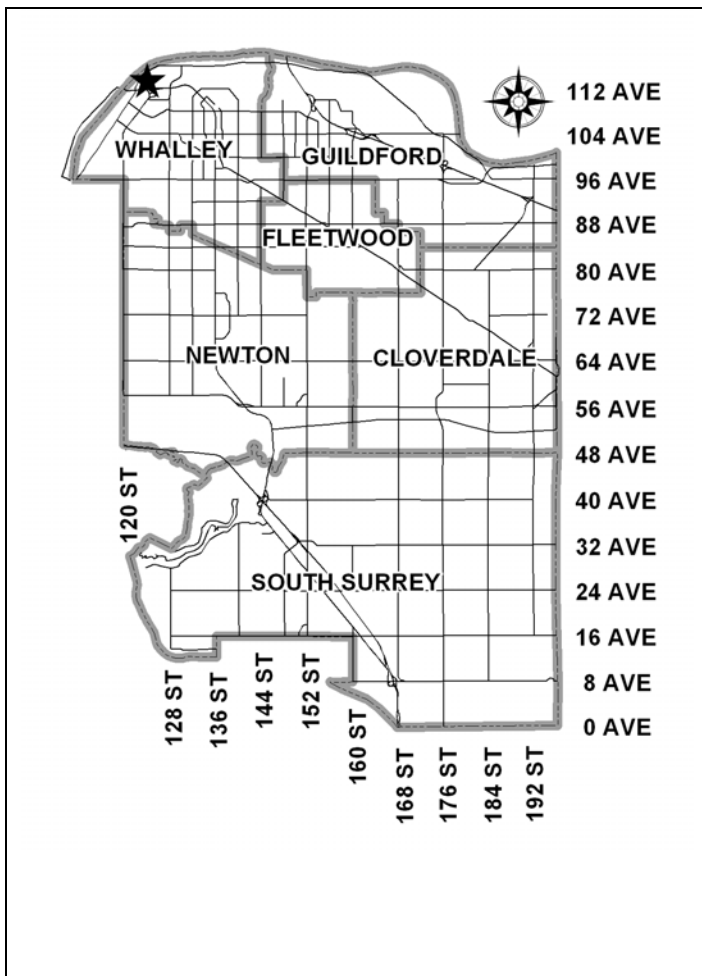 112 AVE
104 AVE
WHALLEY
GUILDFORD
96 AVE
88 AVE
FLEETWOOD
80 AVE
72 AVE
NEWTON
CLOVERDALE
64 AVE
56 AVE
48 AVE
120 ST
40 AVE
32 AVE
SOUTH SURREY
24 AVE
16 AVE
8 AVE
0 AVE
128 ST
136 ST
144 ST
152 ST
160 ST
168 ST
176 ST
184 ST
192 ST